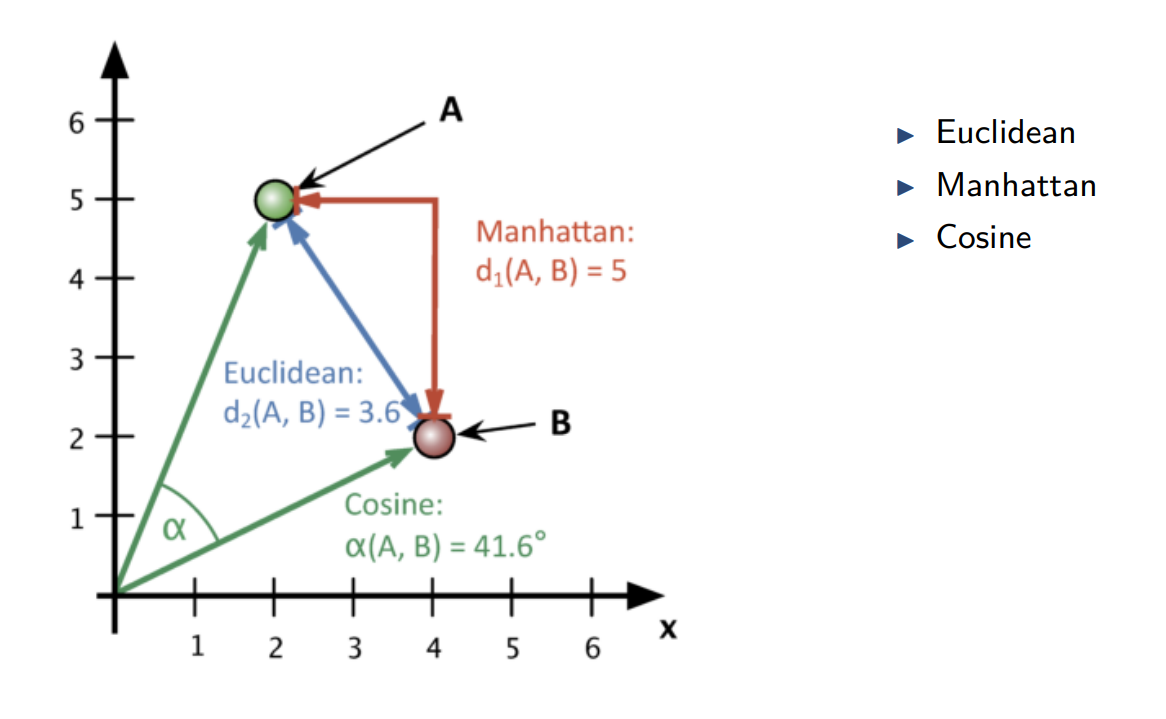 6
A
5
4
3
2
1
Manhattan:
d₁(A, B) = 5
Euclidean:
d₂(A, B) = 3.6
B
Cosine:
α(A, B) = 41.6°
α
1 2 3 4 5 6
x
▶ Euclidean
▶ Manhattan
▶ Cosine